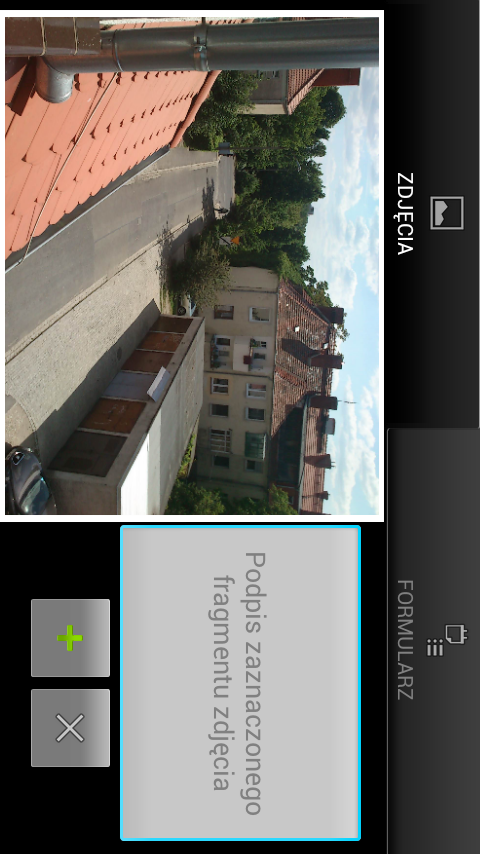 ZDJĘCIA
FORMULARZ
Podpis zaznaczonego
fragmentu zdjęcia